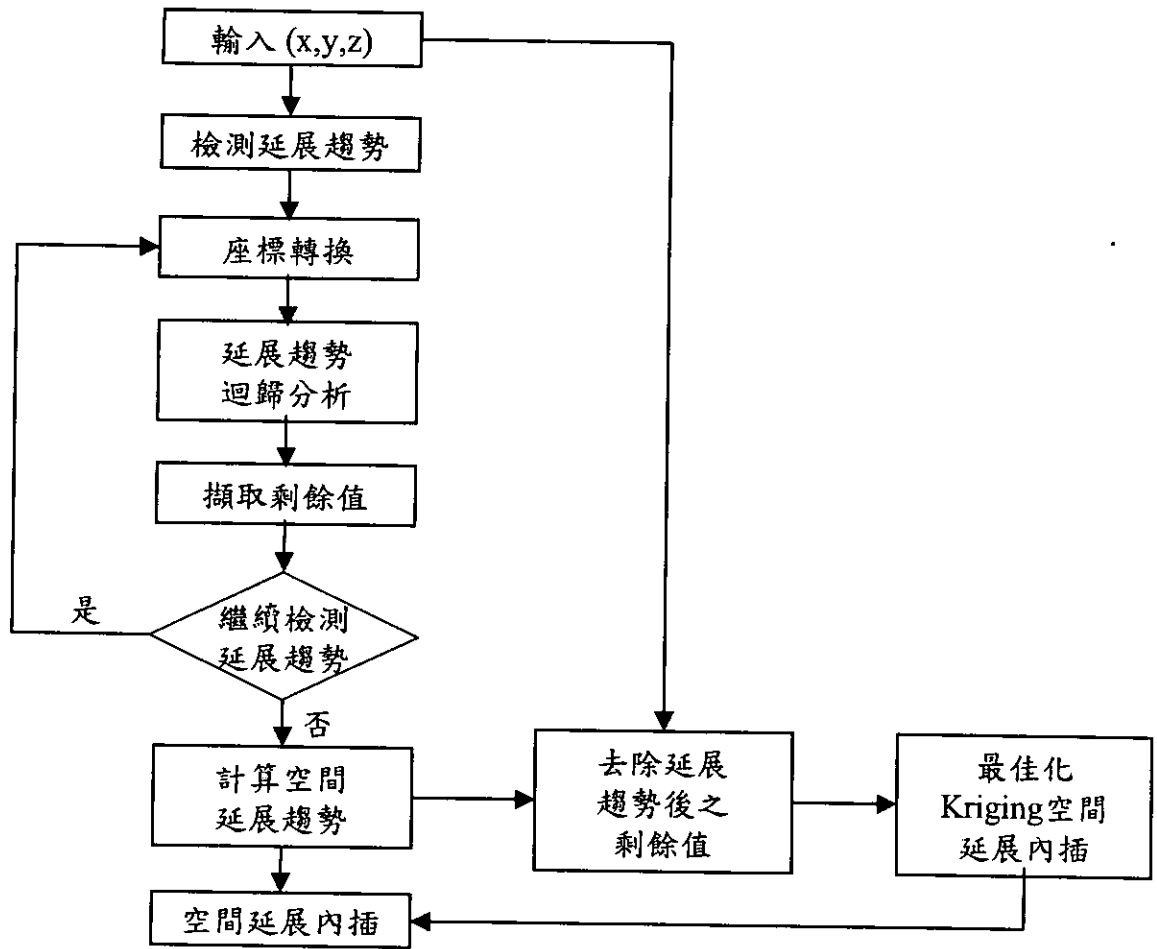 輸入 (x,y,z)
檢測延展趨勢
座標轉換
延展趨勢
迴歸分析
擷取剩餘值
是
繼續檢測
延展趨勢
否
計算空間
延展趨勢
去除延展
趨勢後之
剩餘值
最佳化
Kriging空間
延展內插
空間延展內插